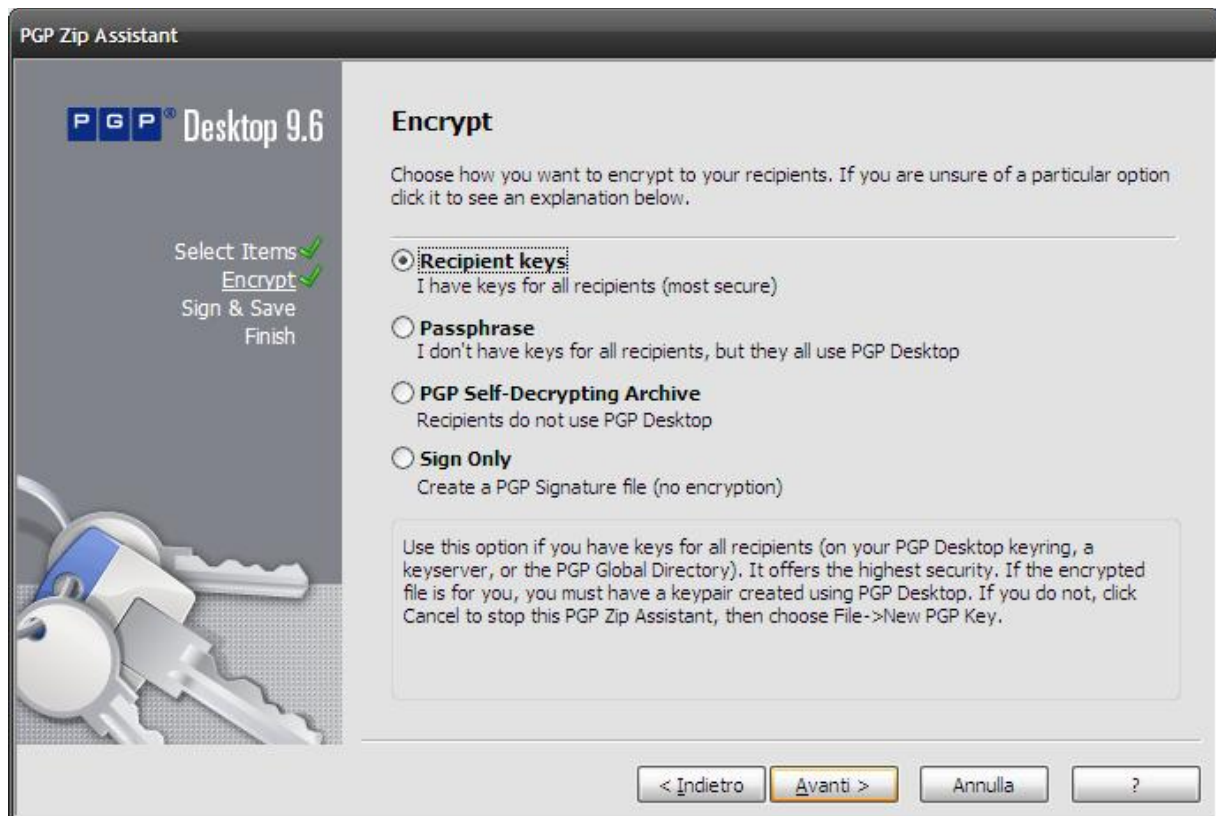 PGP Zip Assistant
PGP® Desktop 9.6
Select Items
Encrypt
Sign & Save
Finish
Encrypt
Choose how you want to encrypt to your recipients. If you are unsure of a particular option
click it to see an explanation below.
Recipient keys
I have keys for all recipients (most secure)
Passphrase
I don't have keys for all recipients, but they all use PGP Desktop
PGP Self-Decrypting Archive
Recipients do not use PGP Desktop
Sign Only
Create a PGP Signature file (no encryption)
Use this option if you have keys for all recipients (on your PGP Desktop keyring, a
keyserver, or the PGP Global Directory). It offers the highest security. If the encrypted
file is for you, you must have a keypair created using PGP Desktop. If you do not, click
Cancel to stop this PGP Zip Assistant, then choose File->New PGP Key.
< Indietro
Avanti >
Annulla
?